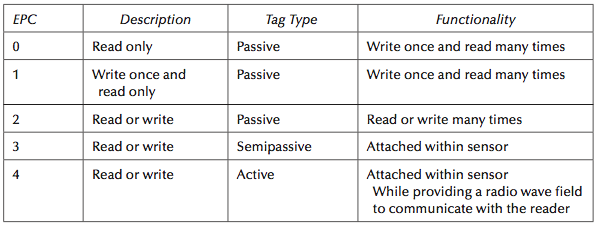 EPC Description Tag Type Functionality
0 Read only Passive Write once and read many times
1 Write once and Passive Write once and read many times
read only
2 Read or write Passive Read or write many times
3 Read or write Semipassive Attached within sensor
4 Read or write Active Attached within sensor
While providing a radio wave field
to communicate with the reader